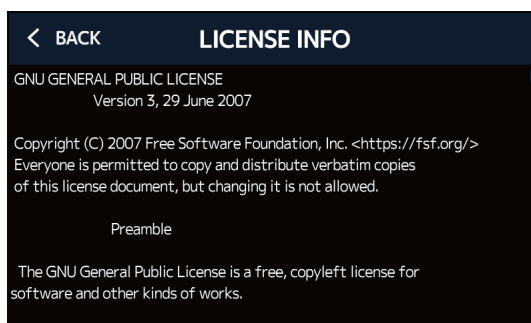 BACK
LICENSE INFO
GNU GENERAL PUBLIC LICENSE
Version 3, 29 June 2007
Copyright (C) 2007 Free Software Foundation, Inc. <https://fsf.org/>
Everyone is permitted to copy and distribute verbatim copies
of this license document, but changing it is not allowed.
Preamble
The GNU General Public License is a free, copyleft license for
software and other kinds of works.